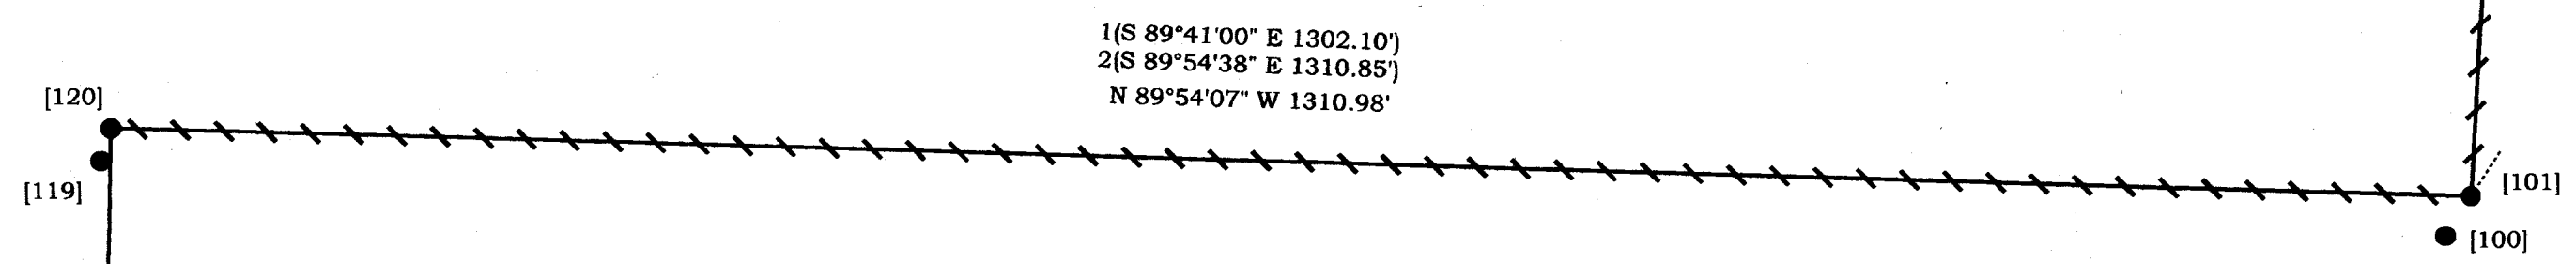 1(S 89°41'00" E 1302.10')
2(S 89°54'38" E 1310.85')
N 89°54'07" W 1310.98'
[120]
[119]
[101]
[100]